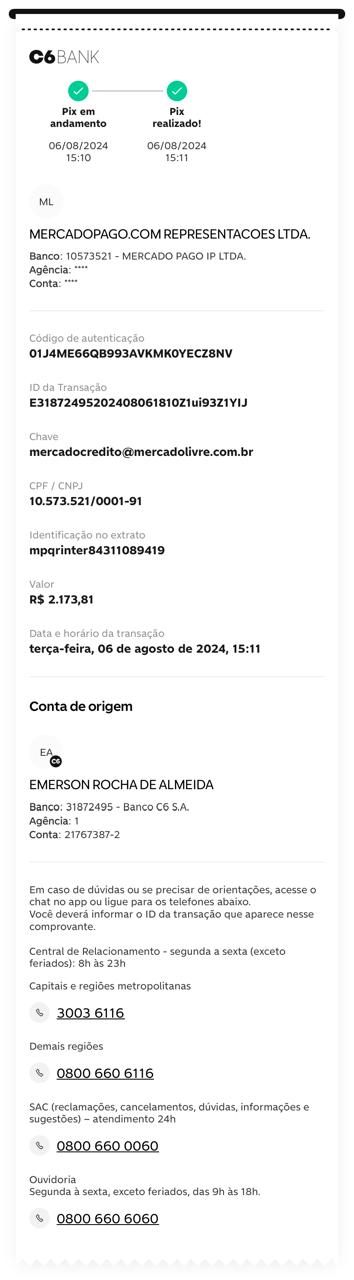 C6BANK
Pix em
andamento
06/08/2024
15:10
Pix
realizado!
06/08/2024
15:11
ML
MERCADOPAGO.COM REPRESENTACOES LTDA.
Banco: 10573521 - MERCADO PAGO IP LTDA.
Agência: ****
Conta: ****
Código de autenticação
01J4ME66QB993AVKMK0YECZ8NV
ID da Transação
E31872495202408061810Z1ui93Z1YIJ
Chave
mercadocredito@mercadolivre.com.br
CPF / CNPJ
10.573.521/0001-91
Identificação no extrato
mpqrinter84311089419
Valor
R$ 2.173,81
Data e horário da transação
terça-feira, 06 de agosto de 2024, 15:11
Conta de origem
EA
C6
EMERSON ROCHA DE ALMEIDA
Banco: 31872495 - Banco C6 S.A.
Agência: 1
Conta: 21767387-2
Em caso de dúvidas ou se precisar de orientações, acesse o
chat no app ou ligue para os telefones abaixo.
Você deverá informar o ID da transação que aparece nesse
comprovante.
Central de Relacionamento - segunda a sexta (exceto
feriados): 8h às 23h
Capitais e regiões metropolitanas
3003 6116
Demais regiões
0800 660 6116
SAC (reclamações, cancelamentos, dúvidas, informações e
sugestões) – atendimento 24h
0800 660 0060
Ouvidoria
Segunda à sexta, exceto feriados, das 9h às 18h.
0800 660 6060